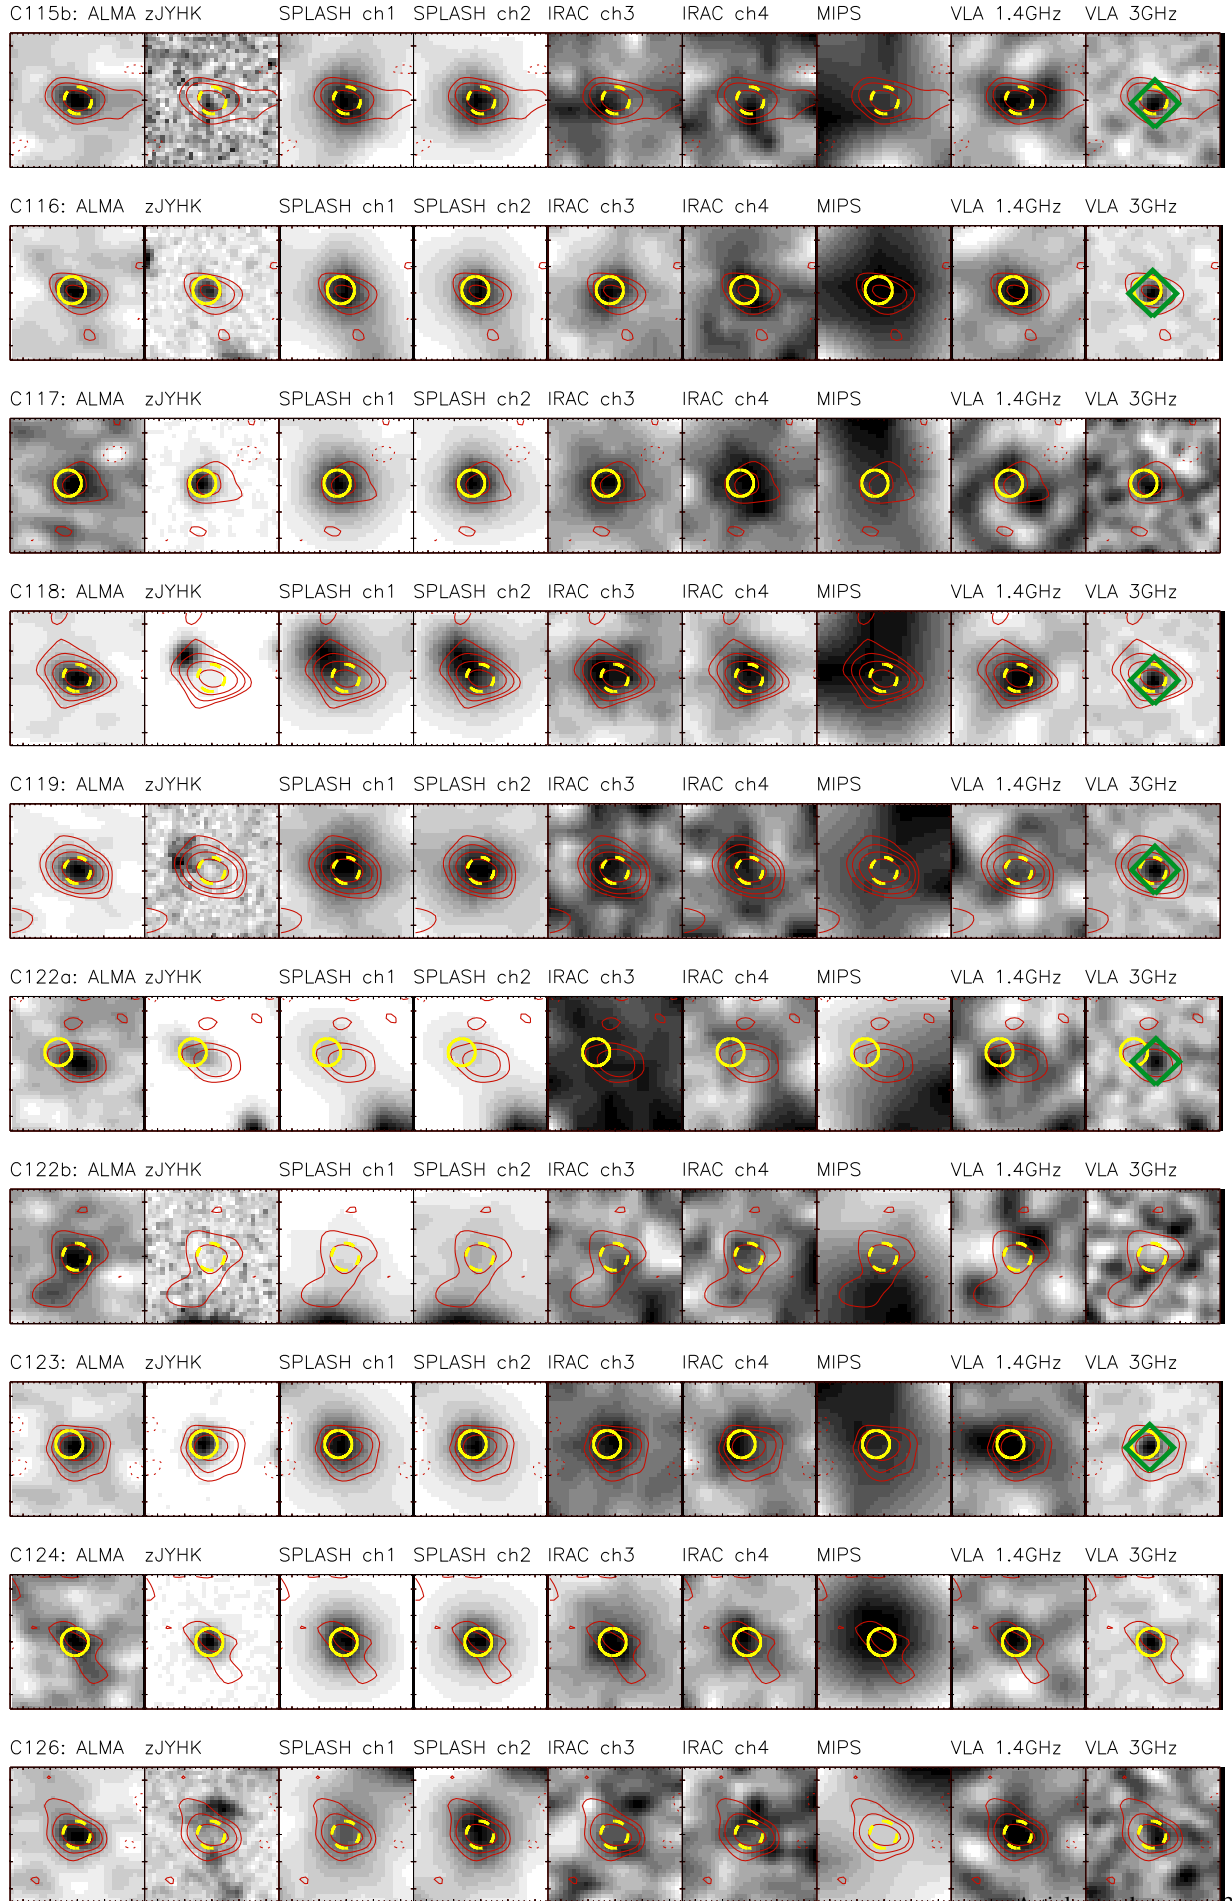 C115b: ALMA zJYHK SPLASH ch1 SPLASH ch2 IRAC ch3 IRAC ch4 MIPS VLA 1.4GHz VLA 3GHz
C116: ALMA zJYHK SPLASH ch1 SPLASH ch2 IRAC ch3 IRAC ch4 MIPS VLA 1.4GHz VLA 3GHz
C117: ALMA zJYHK SPLASH ch1 SPLASH ch2 IRAC ch3 IRAC ch4 MIPS VLA 1.4GHz VLA 3GHz
C118: ALMA zJYHK SPLASH ch1 SPLASH ch2 IRAC ch3 IRAC ch4 MIPS VLA 1.4GHz VLA 3GHz
C119: ALMA zJYHK SPLASH ch1 SPLASH ch2 IRAC ch3 IRAC ch4 MIPS VLA 1.4GHz VLA 3GHz
C122a: ALMA zJYHK SPLASH ch1 SPLASH ch2 IRAC ch3 IRAC ch4 MIPS VLA 1.4GHz VLA 3GHz
C122b: ALMA zJYHK SPLASH ch1 SPLASH ch2 IRAC ch3 IRAC ch4 MIPS VLA 1.4GHz VLA 3GHz
C123: ALMA zJYHK SPLASH ch1 SPLASH ch2 IRAC ch3 IRAC ch4 MIPS VLA 1.4GHz VLA 3GHz
C124: ALMA zJYHK SPLASH ch1 SPLASH ch2 IRAC ch3 IRAC ch4 MIPS VLA 1.4GHz VLA 3GHz
C126: ALMA zJYHK SPLASH ch1 SPLASH ch2 IRAC ch3 IRAC ch4 MIPS VLA 1.4GHz VLA 3GHz